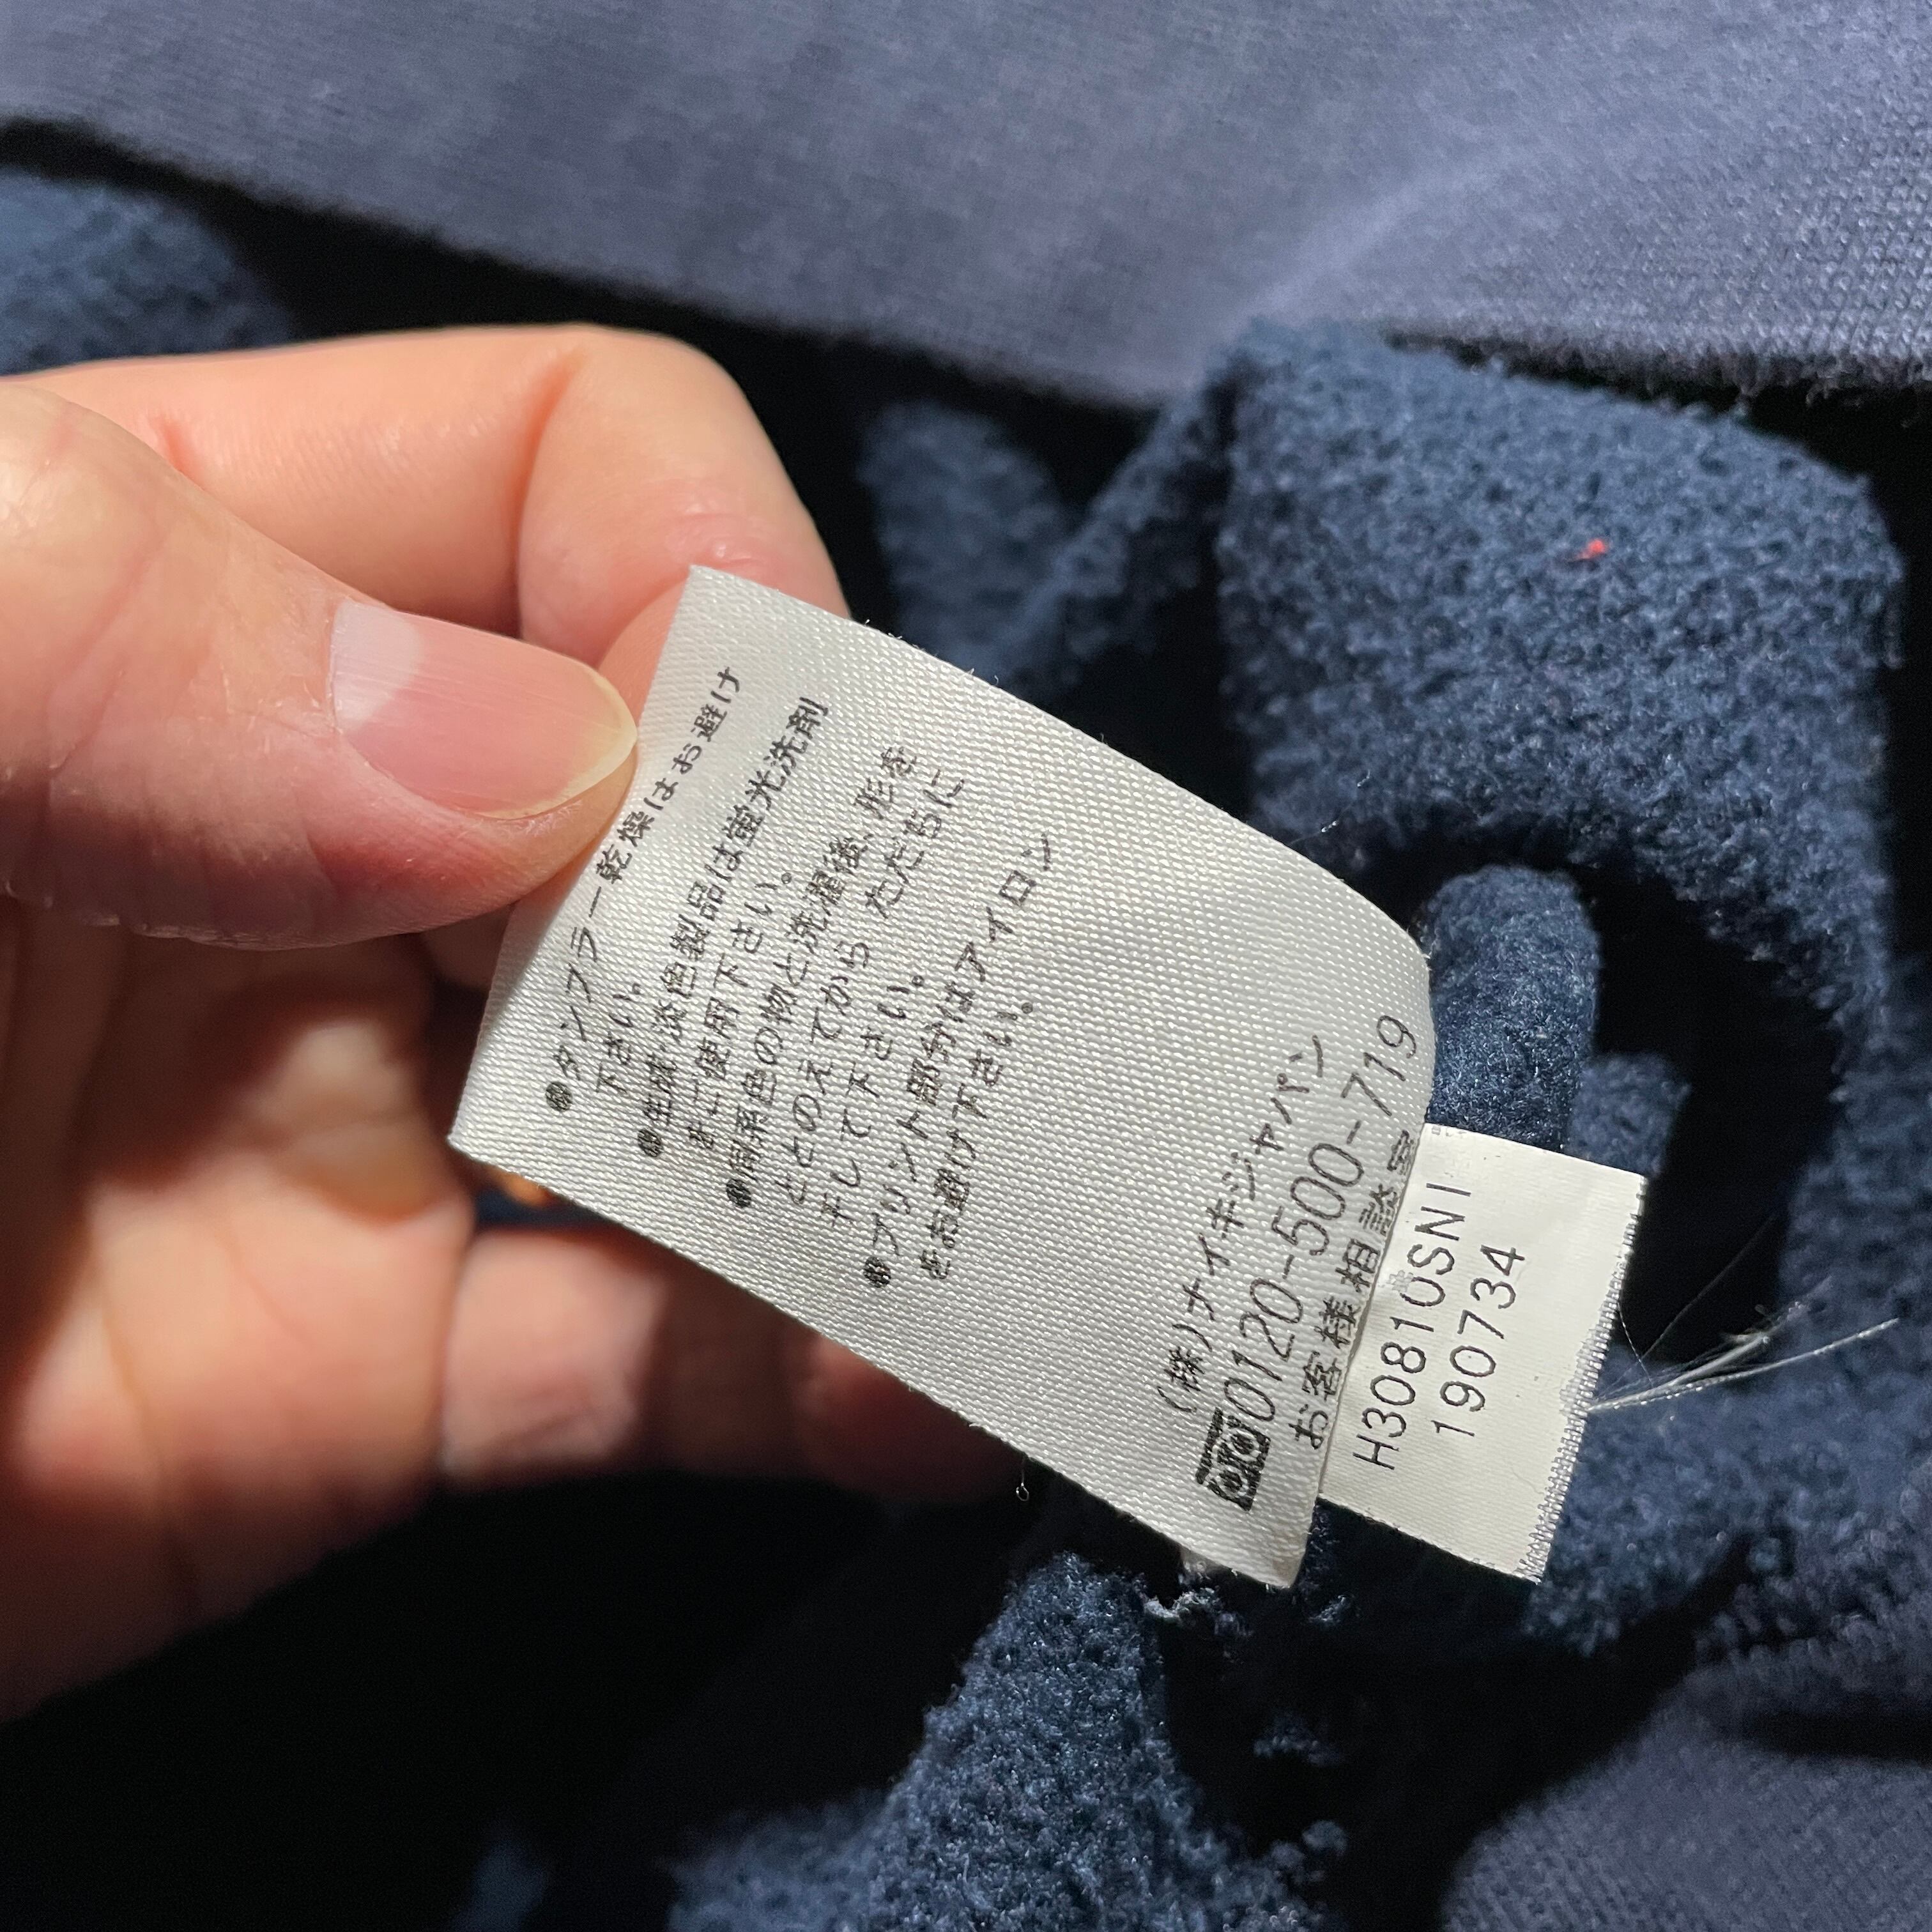 ●タンブラー乾燥はお避け
下さい。
●生成・淡色製品は蛍光洗剤
をご使用下さい。
●同系色の物と洗濯後、形を
ととのえてから ただちに
干して下さい。
●プリント部分はアイロン
をお避け下さい。
(株)ナイキジャパン
0120-500-719
お客様相談室
H30810SNI
190734